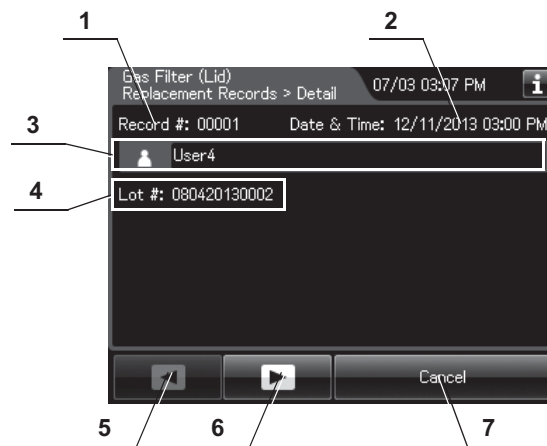 1 2
Gas Filter (Lid)
Replacement Records > Detail 07/03 03:07 PM i
Record #: 00001 Date & Time: 12/11/2013 03:00 PM
3
User4
4
Lot #: 080420130002
Cancel
5 6 7